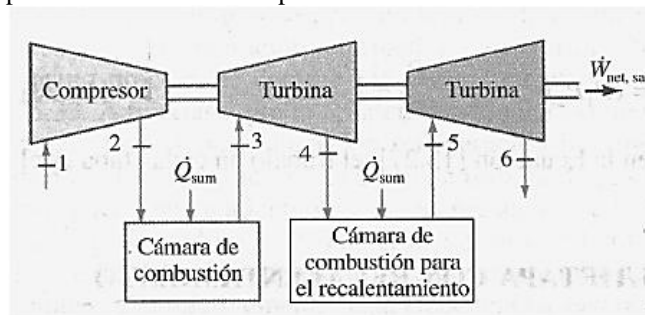 Compresor
Turbina
Turbina
Ẇnet, sa
1
2
3
4
5
6
Q̇sum
Q̇sum
Cámara de
combustión
Cámara de
combustión para
el recalentamiento